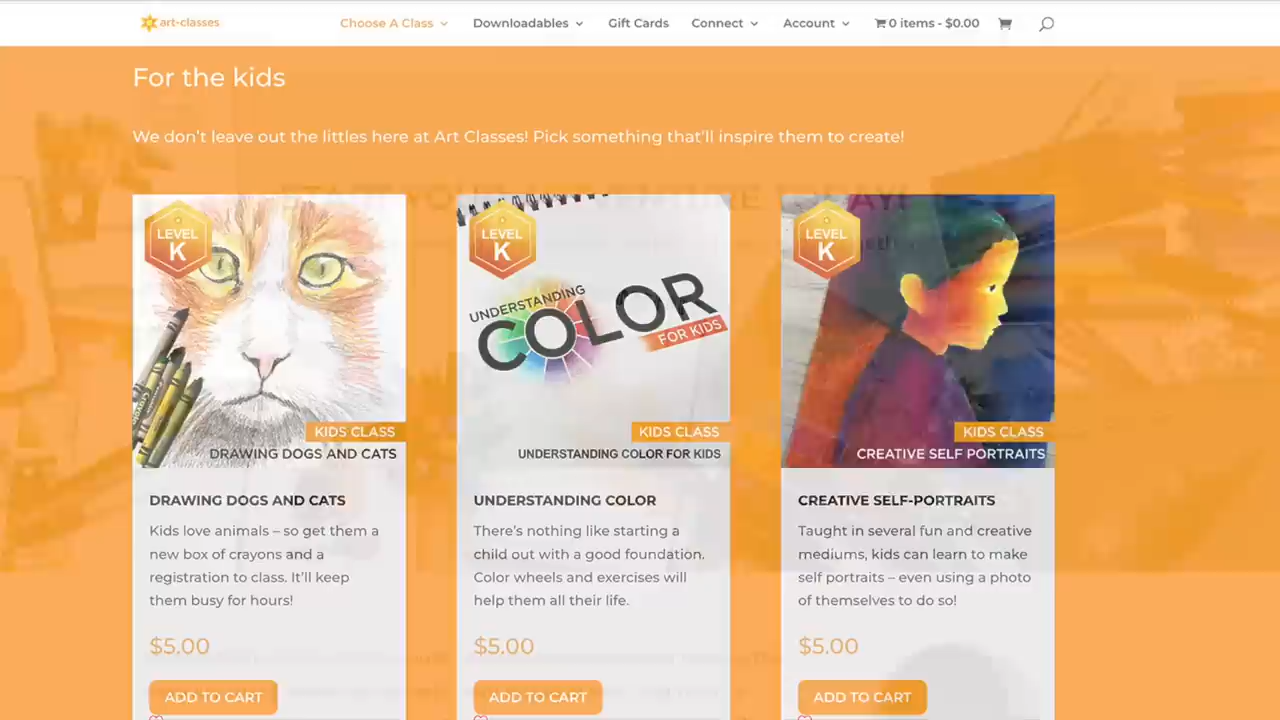 art-classes
Choose A Class Downloadables Gift Cards Connect Account 0 items - $0.00
For the kids
We don't leave out the littles here at Art Classes! Pick something that'll inspire them to create!
LEVEL
K
KIDS CLASS
DRAWING DOGS AND CATS
DRAWING DOGS AND CATS
Kids love animals – so get them a
new box of crayons and a
registration to class. It'll keep
them busy for hours!
$5.00
ADD TO CART
LEVEL
K
UNDERSTANDING
COLOR
FOR KIDS
KIDS CLASS
UNDERSTANDING COLOR FOR KIDS
UNDERSTANDING COLOR
There's nothing like starting a
child out with a good foundation.
Color wheels and exercises will
help them all their life.
$5.00
ADD TO CART
LEVEL
K
KIDS CLASS
CREATIVE SELF PORTRAITS
CREATIVE SELF-PORTRAITS
Taught in several fun and creative
mediums, kids can learn to make
self portraits – even using a photo
of themselves to do so!
$5.00
ADD TO CART